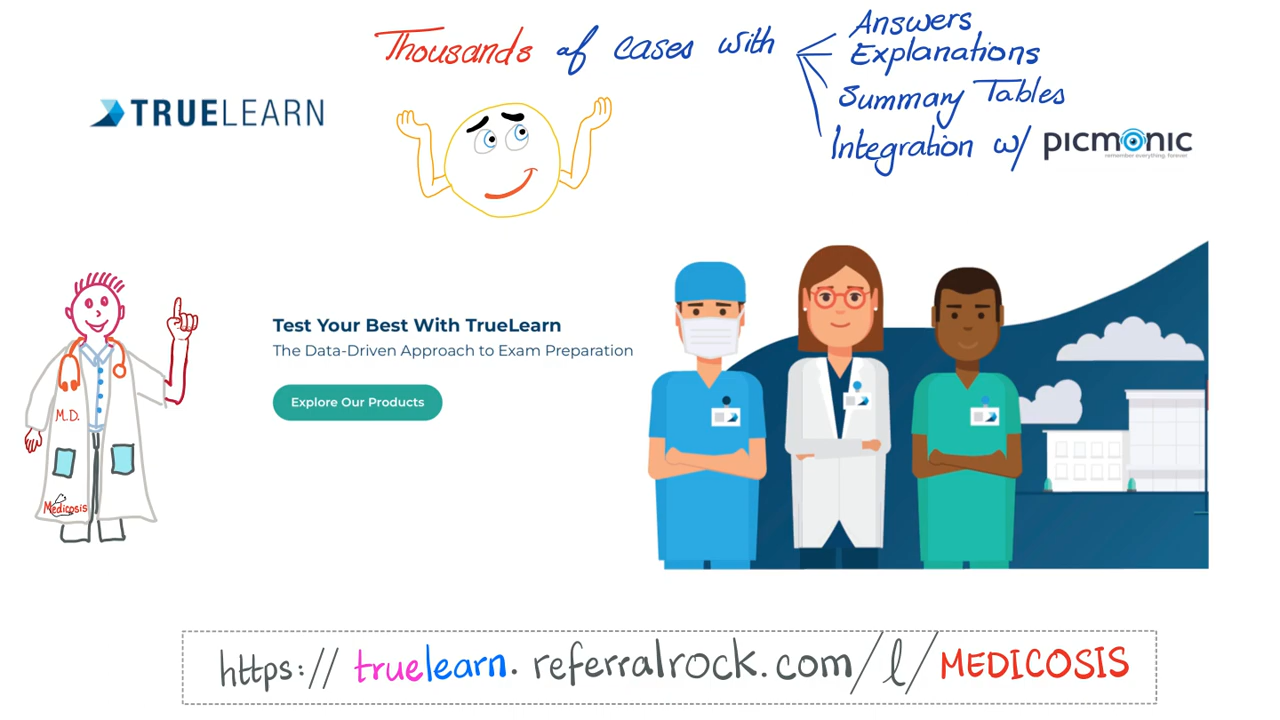 Thousands of cases with
Answers
Explanations
Summary Tables
Integration w/ picmonic
remember everything. forever
TRUELEARN
Test Your Best With TrueLearn
The Data-Driven Approach to Exam Preparation
Explore Our Products
M.D.
Medicosis
https://truelearn.referralrock.com/l/MEDICOSIS